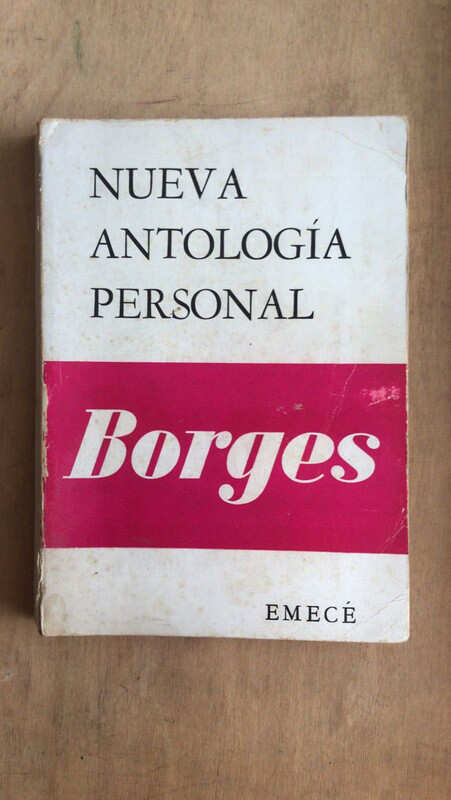 NUEVA
ANTOLOGÍA
PERSONAL
Borges
EMECÉ